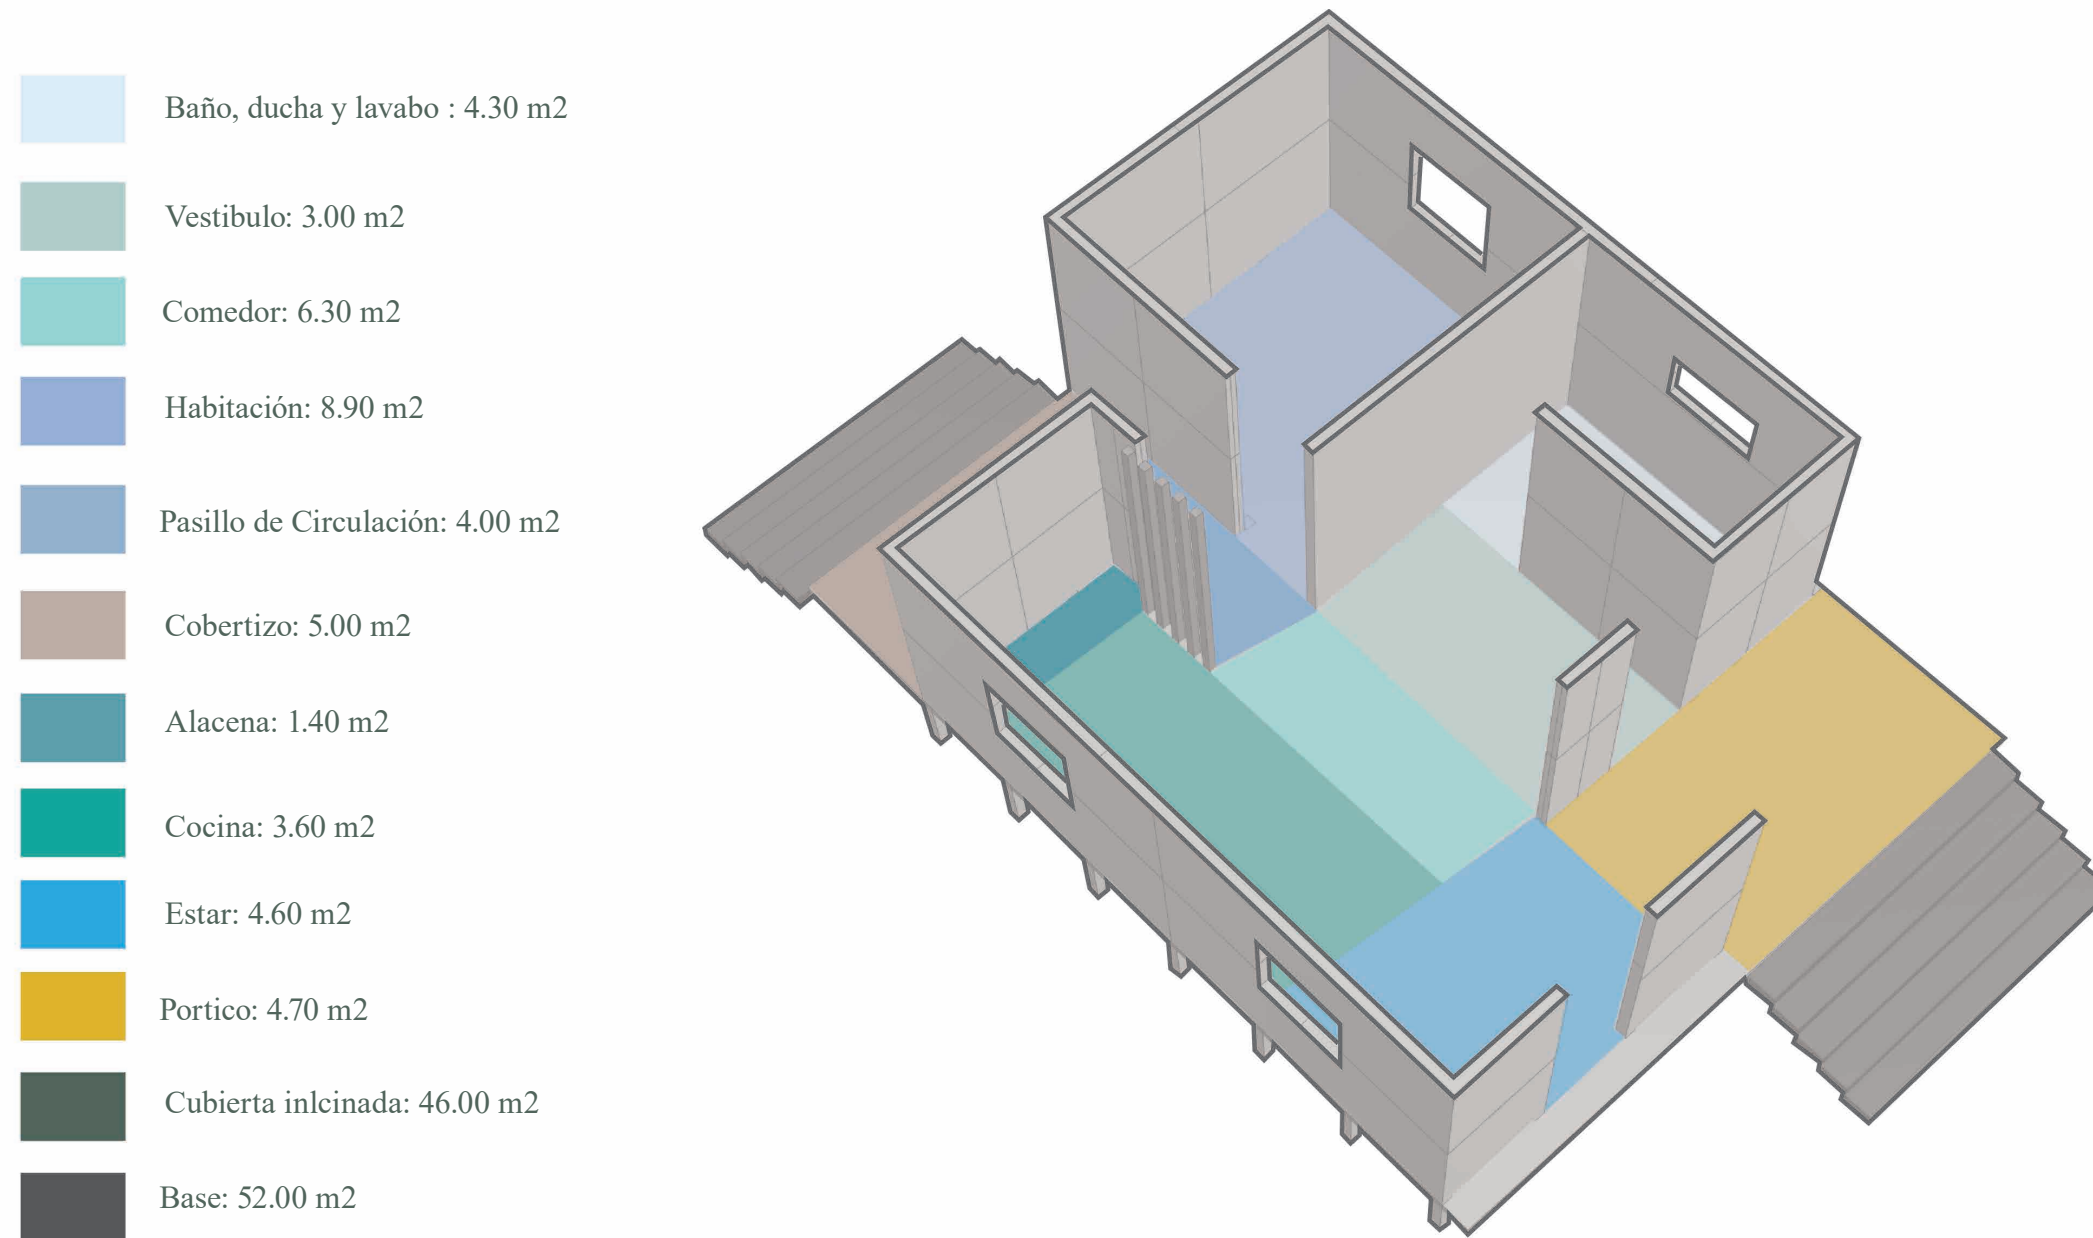 Baño, ducha y lavabo : 4.30 m2
Vestibulo: 3.00 m2
Comedor: 6.30 m2
Habitación: 8.90 m2
Pasillo de Circulación: 4.00 m2
Cobertizo: 5.00 m2
Alacena: 1.40 m2
Cocina: 3.60 m2
Estar: 4.60 m2
Portico: 4.70 m2
Cubierta inlcinada: 46.00 m2
Base: 52.00 m2